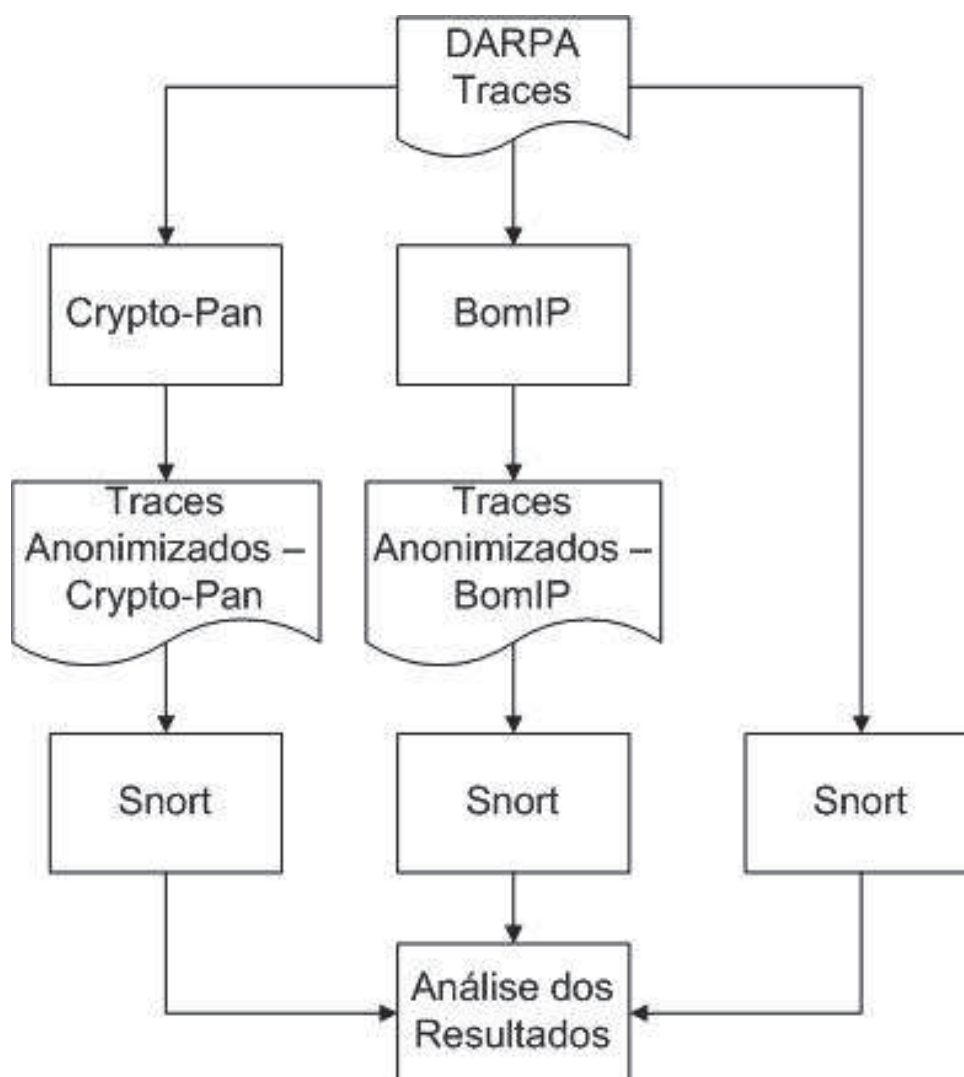 DARPA
Traces
Crypto-Pan
BomIP
Traces
Anonimizados –
Crypto-Pan
Traces
Anonimizados –
BomIP
Snort
Snort
Snort
Análise dos
Resultados